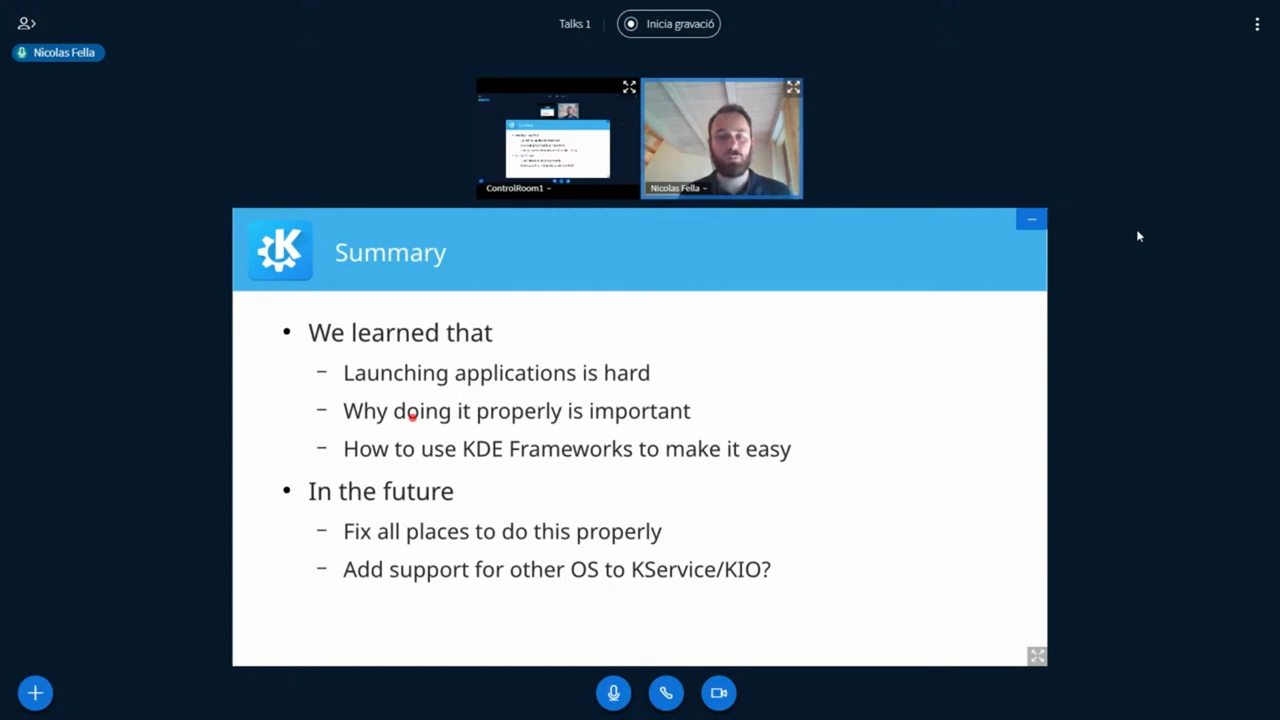 Talks 1
Inicia gravació
Nicolas Fella
ControlRoom1
Nicolas Fella
Summary
• We learned that
– Launching applications is hard
– Why doing it properly is important
– How to use KDE Frameworks to make it easy
• In the future
– Fix all places to do this properly
– Add support for other OS to KService/KIO?